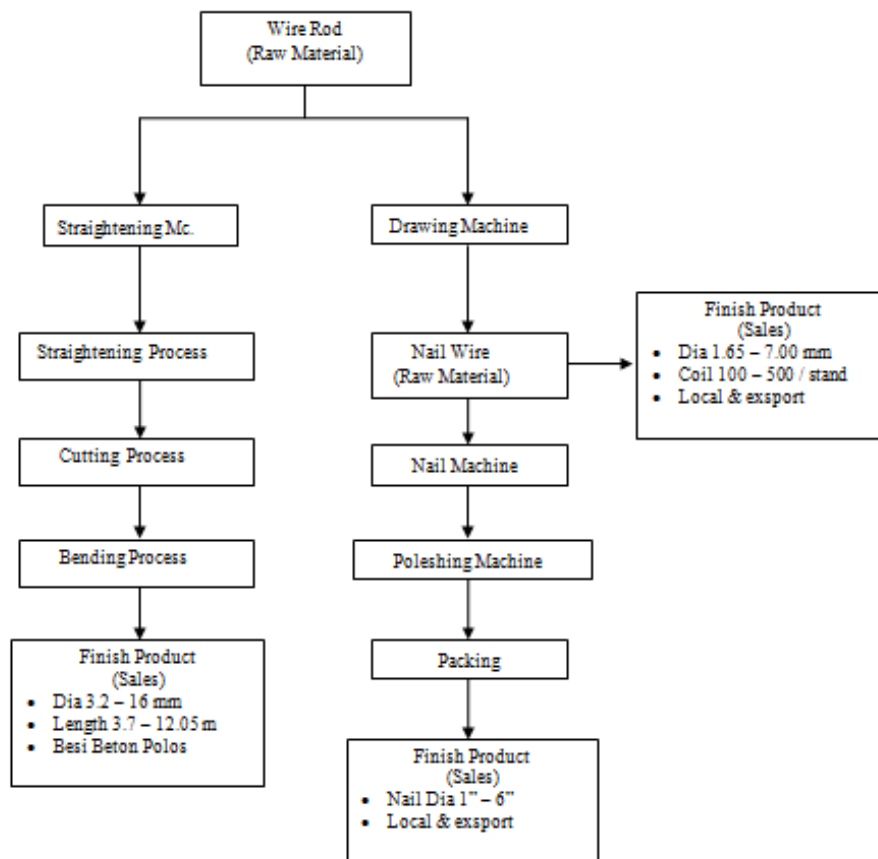 Wire Rod
(Raw Material)
Straightening Mc.
Drawing Machine
Straightening Process
Nail Wire
(Raw Material)
Finish Product
(Sales)
• Dia 1.65 – 7.00 mm
• Coil 100 – 500 / stand
• Local & exsport
Cutting Process
Nail Machine
Bending Process
Poleshing Machine
Finish Product
(Sales)
• Dia 3.2 – 16 mm
• Length 3.7 – 12.05 m
• Besi Beton Polos
Packing
Finish Product
(Sales)
• Nail Dia 1” – 6”
• Local & exsport